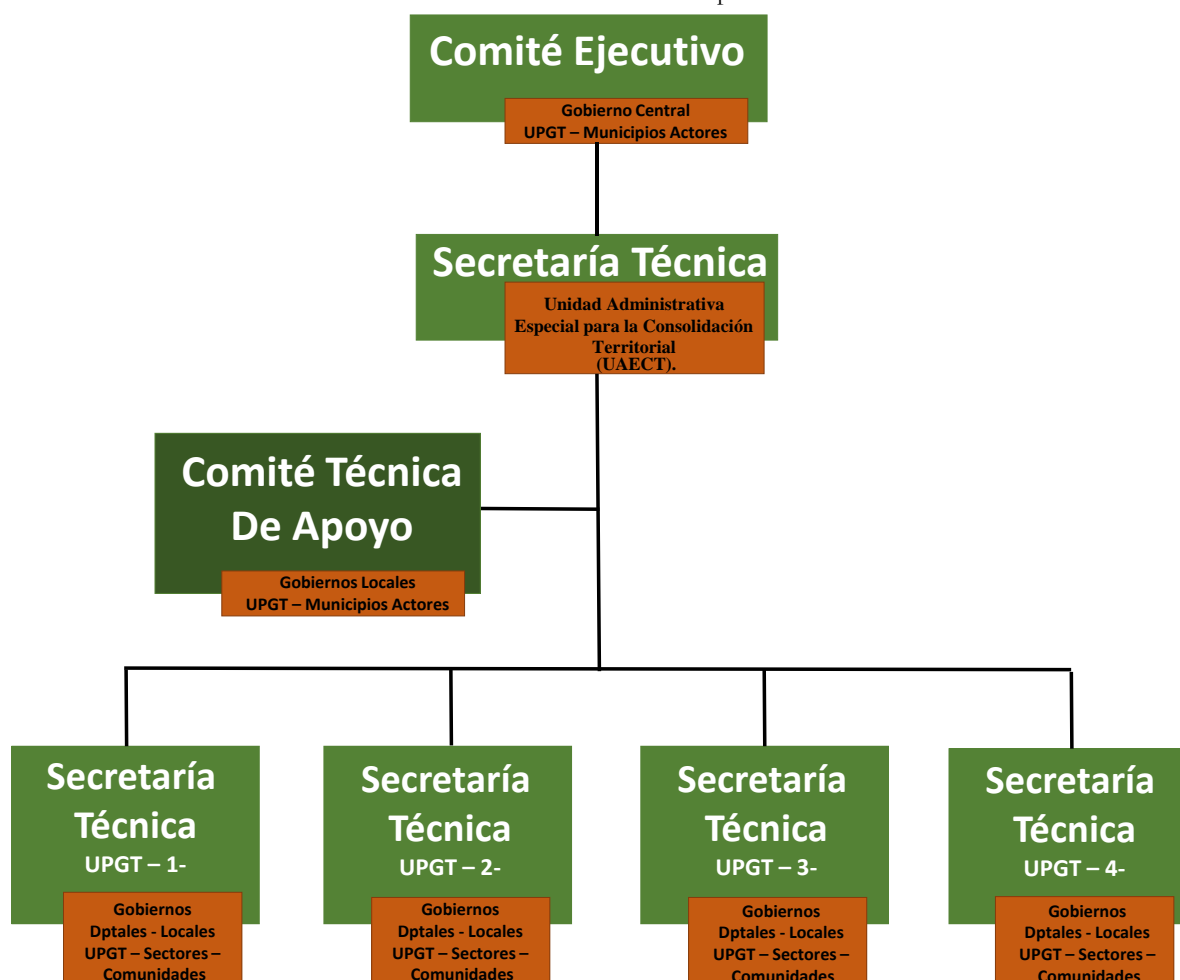 Comité Ejecutivo
Gobierno Central
UPGT – Municipios Actores
Secretaría Técnica
Unidad Administrativa
Especial para la Consolidación
Territorial
(UAECT).
Comité Técnica
De Apoyo
Gobiernos Locales
UPGT – Municipios Actores
Secretaría
Técnica
UPGT – 1-
Gobiernos
Dptales - Locales
UPGT – Sectores –
Comunidades
Secretaría
Técnica
UPGT – 2-
Gobiernos
Dptales - Locales
UPGT – Sectores –
Comunidades
Secretaría
Técnica
UPGT – 3-
Gobiernos
Dptales - Locales
UPGT – Sectores –
Comunidades
Secretaría
Técnica
UPGT – 4-
Gobiernos
Dptales - Locales
UPGT – Sectores –
Comunidades